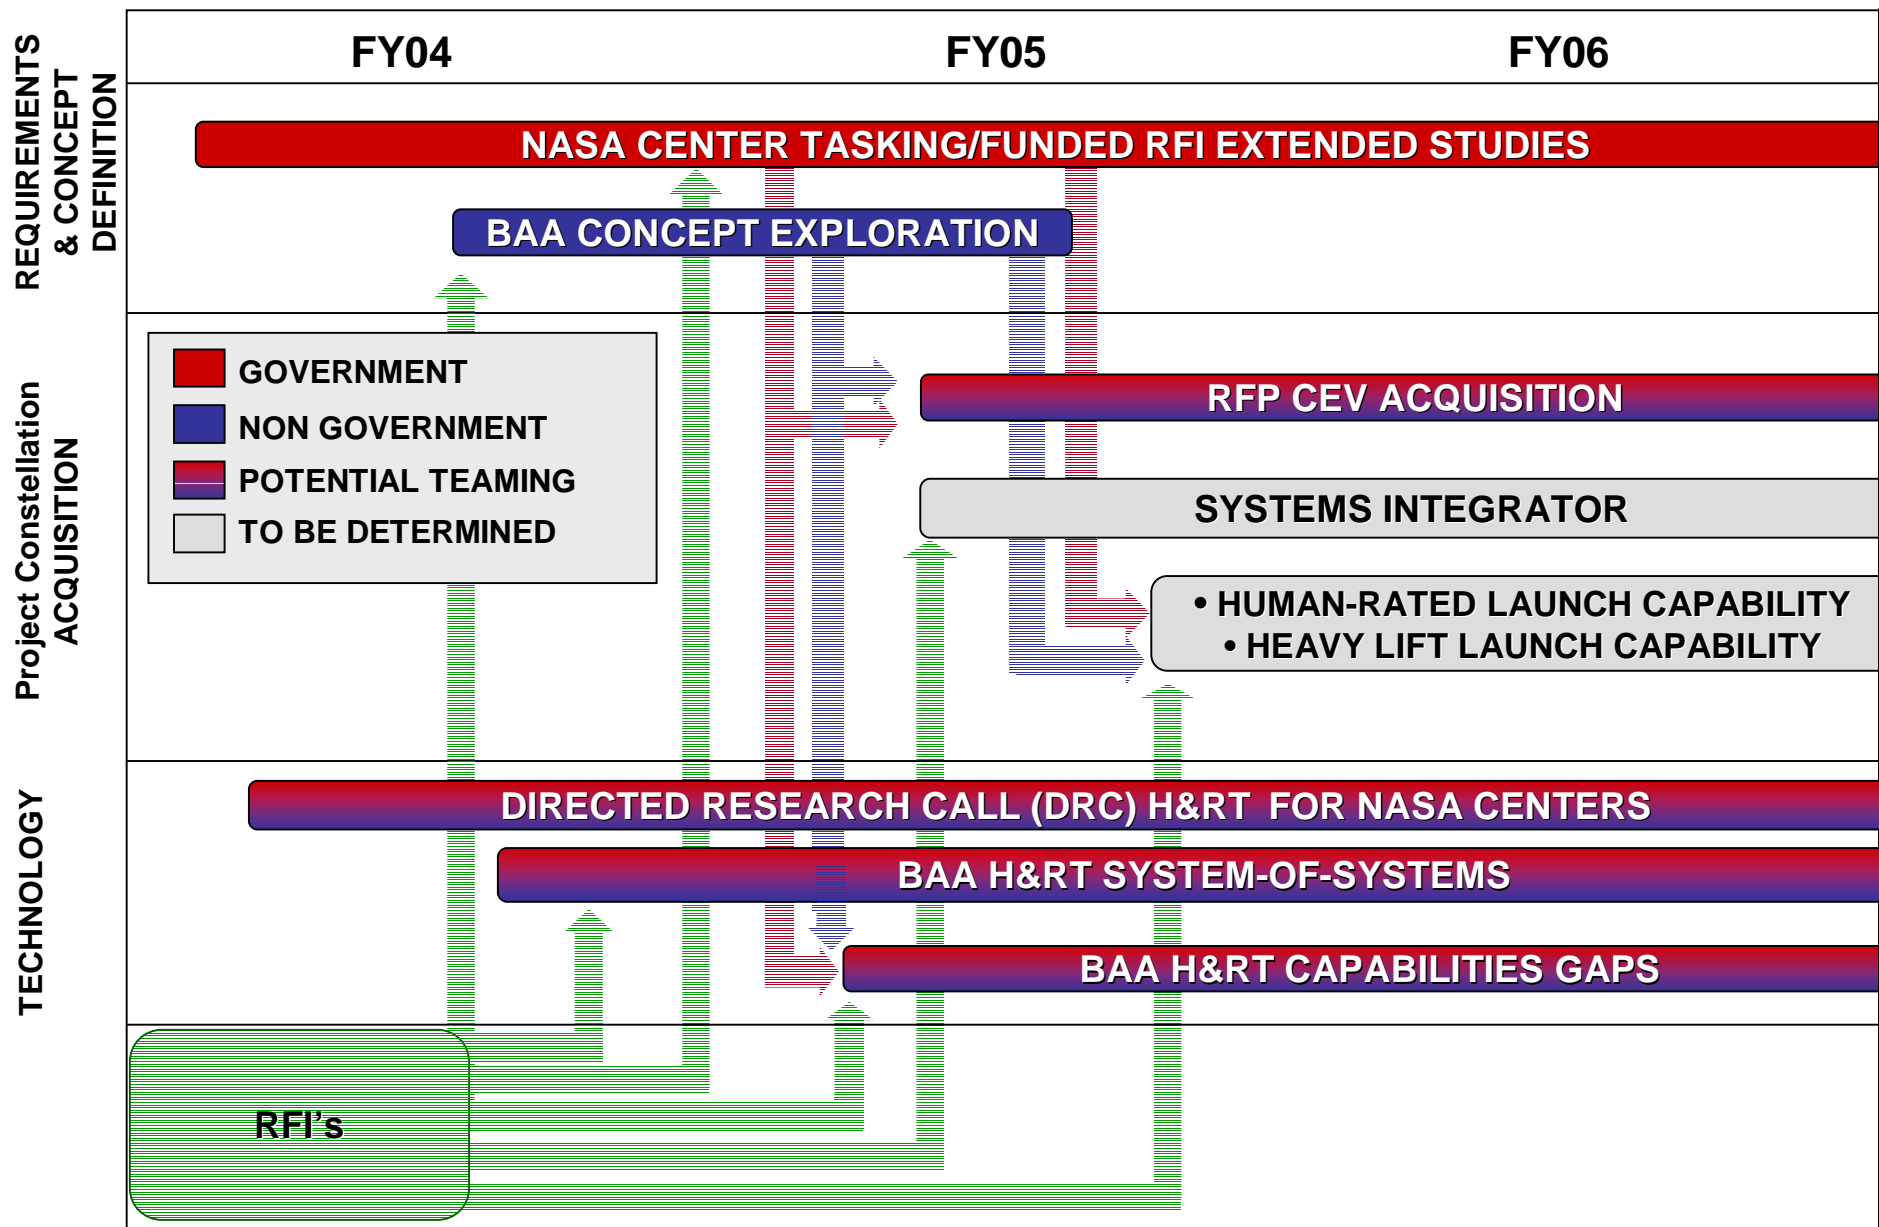 FY04 FY05 FY06
REQUIREMENTS
& CONCEPT
DEFINITION
NASA CENTER TASKING/FUNDED RFI EXTENDED STUDIES
BAA CONCEPT EXPLORATION
Project Constellation
ACQUISITION
GOVERNMENT
NON GOVERNMENT
POTENTIAL TEAMING
TO BE DETERMINED
RFP CEV ACQUISITION
SYSTEMS INTEGRATOR
• HUMAN-RATED LAUNCH CAPABILITY
• HEAVY LIFT LAUNCH CAPABILITY
TECHNOLOGY
DIRECTED RESEARCH CALL (DRC) H&RT FOR NASA CENTERS
BAA H&RT SYSTEM-OF-SYSTEMS
BAA H&RT CAPABILITIES GAPS
RFI’s